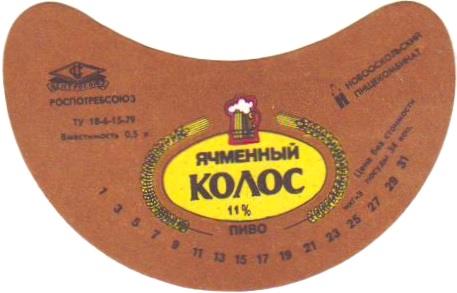 РОСПОТРЕБСОЮЗ
ТУ 18-6-15-79
Вместимость 0,5 л
НОВООСКОЛЬСКИЙ
ПИЩЕКОМБИНАТ
Цена без стоимости
посуды 34 коп.
ЯЧМЕННЫЙ
КОЛОС
11%
ПИВО
1 3 5 7 9 11 13 15 17 19 21 23 25 27 29 31